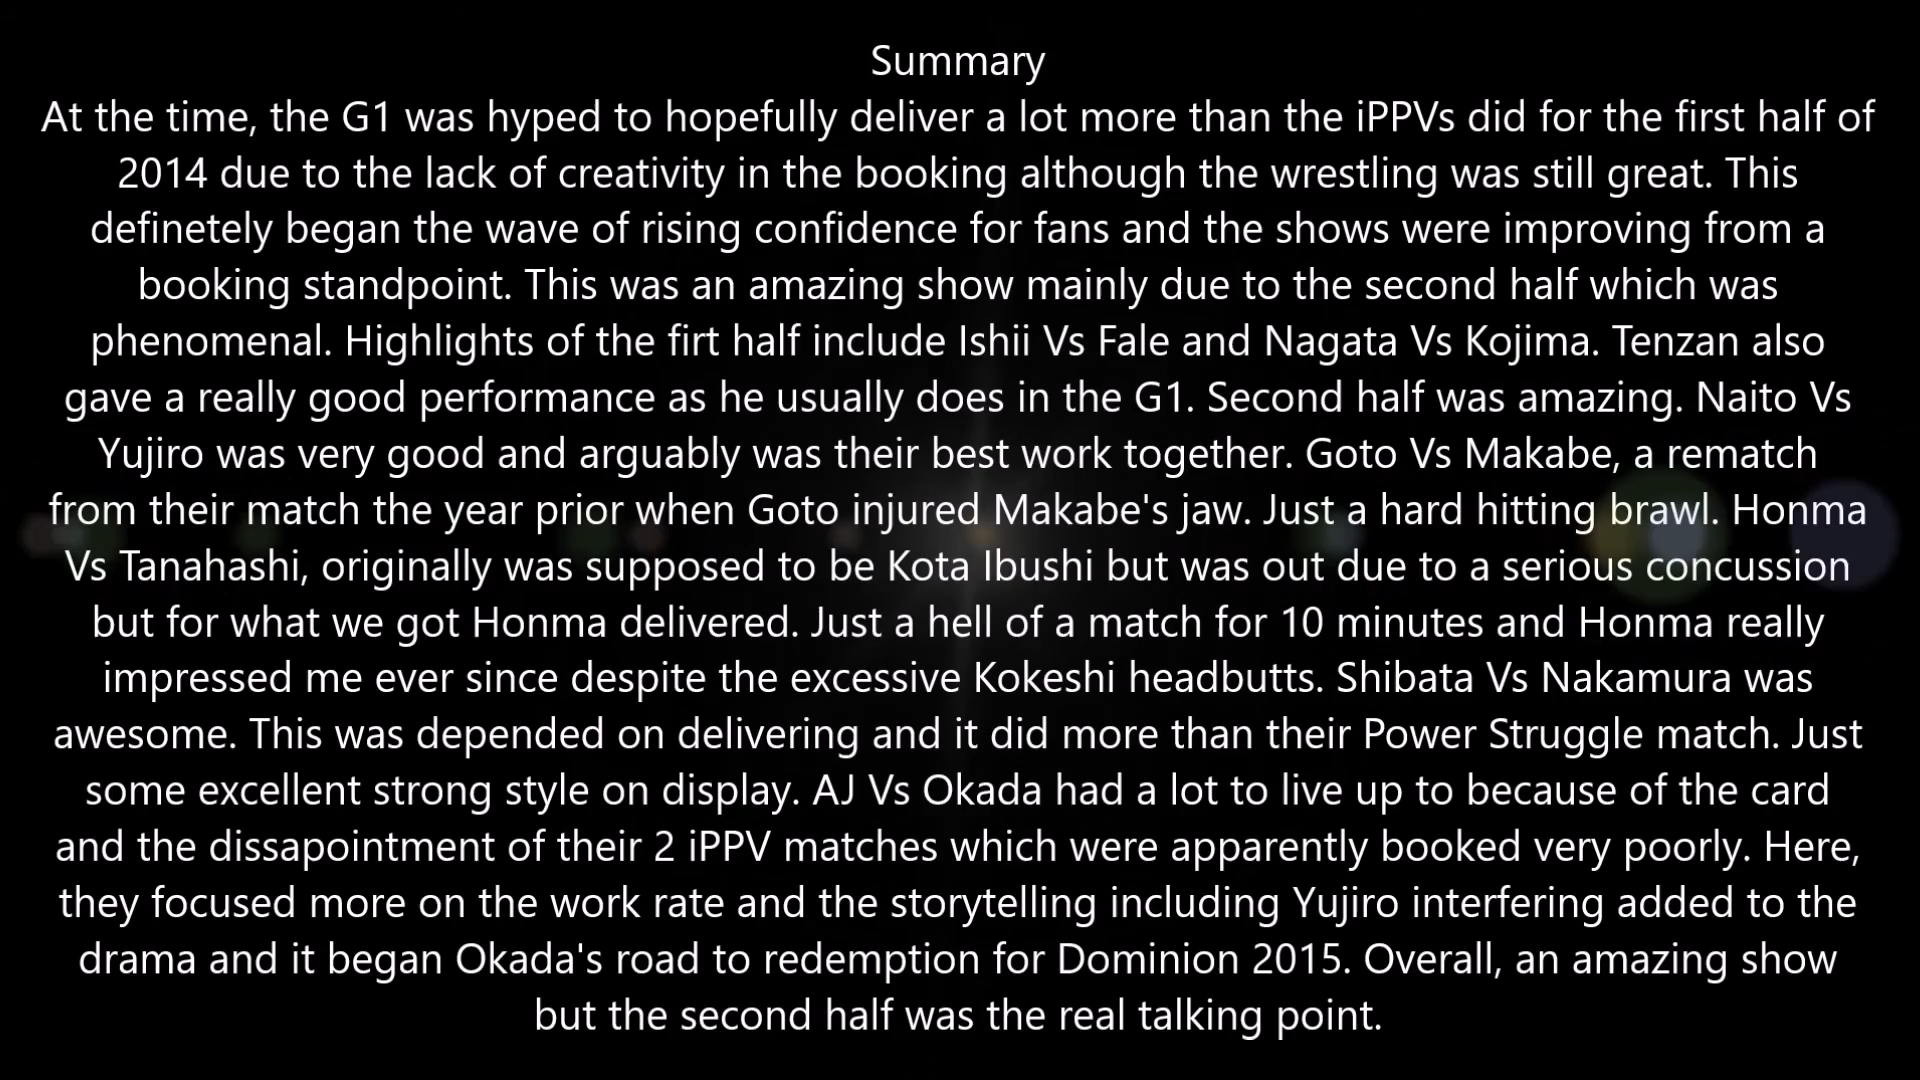 Summary
At the time, the G1 was hyped to hopefully deliver a lot more than the iPPVs did for the first half of
2014 due to the lack of creativity in the booking although the wrestling was still great. This
definetely began the wave of rising confidence for fans and the shows were improving from a
booking standpoint. This was an amazing show mainly due to the second half which was
phenomenal. Highlights of the firt half include Ishii Vs Fale and Nagata Vs Kojima. Tenzan also
gave a really good performance as he usually does in the G1. Second half was amazing. Naito Vs
Yujiro was very good and arguably was their best work together. Goto Vs Makabe, a rematch
from their match the year prior when Goto injured Makabe's jaw. Just a hard hitting brawl. Honma
Vs Tanahashi, originally was supposed to be Kota Ibushi but was out due to a serious concussion
but for what we got Honma delivered. Just a hell of a match for 10 minutes and Honma really
impressed me ever since despite the excessive Kokeshi headbutts. Shibata Vs Nakamura was
awesome. This was depended on delivering and it did more than their Power Struggle match. Just
some excellent strong style on display. AJ Vs Okada had a lot to live up to because of the card
and the dissapointment of their 2 iPPV matches which were apparently booked very poorly. Here,
they focused more on the work rate and the storytelling including Yujiro interfering added to the
drama and it began Okada's road to redemption for Dominion 2015. Overall, an amazing show
but the second half was the real talking point.